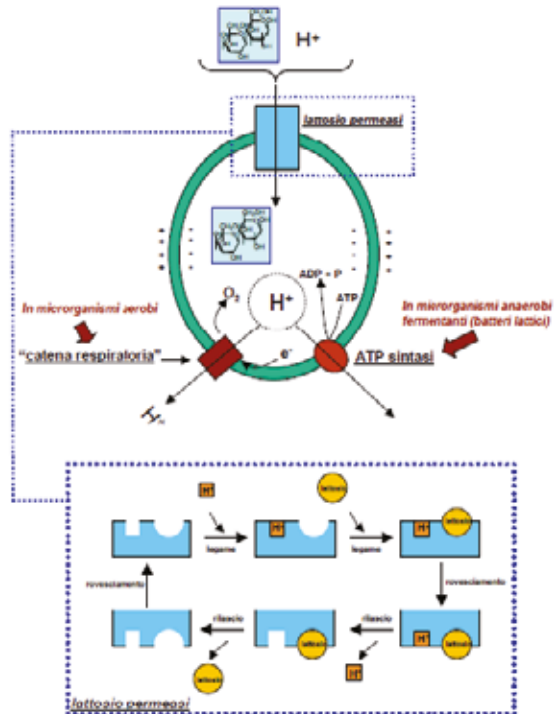 H⁺
lattosio permeasi
ADP + P
ATP
O₂
H⁺
In microrganismi aerobi
In microrganismi anaerobi
fermentanti (batteri lattici)
"catena respiratoria"
e⁻
ATP sintasi
H⁺
H⁺
lattosio
H⁺
H⁺
lattosio
legame
legame
rovesciamento
rovesciamento
rilascio
rilascio
lattosio
H⁺
lattosio
lattosio
H⁺
lattosio permeasi